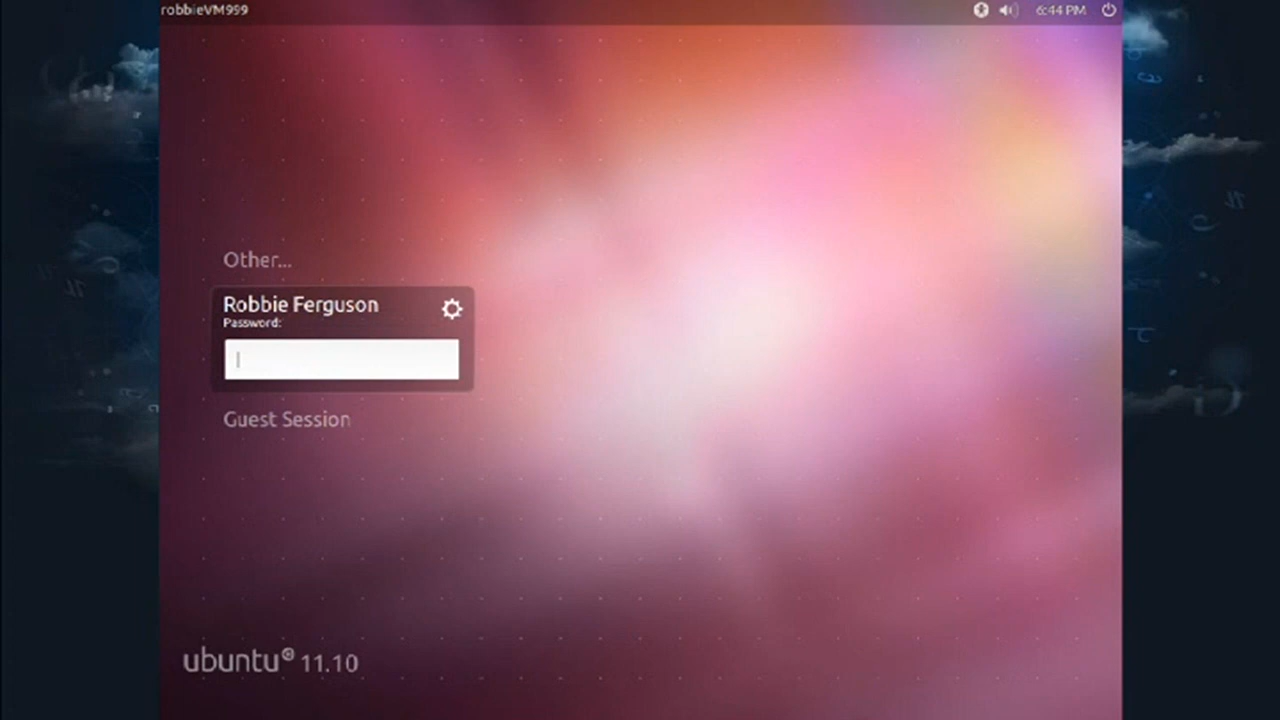 robbieVM999
6:44 PM
Other...
Robbie Ferguson
Password:
Guest Session
ubuntu® 11.10